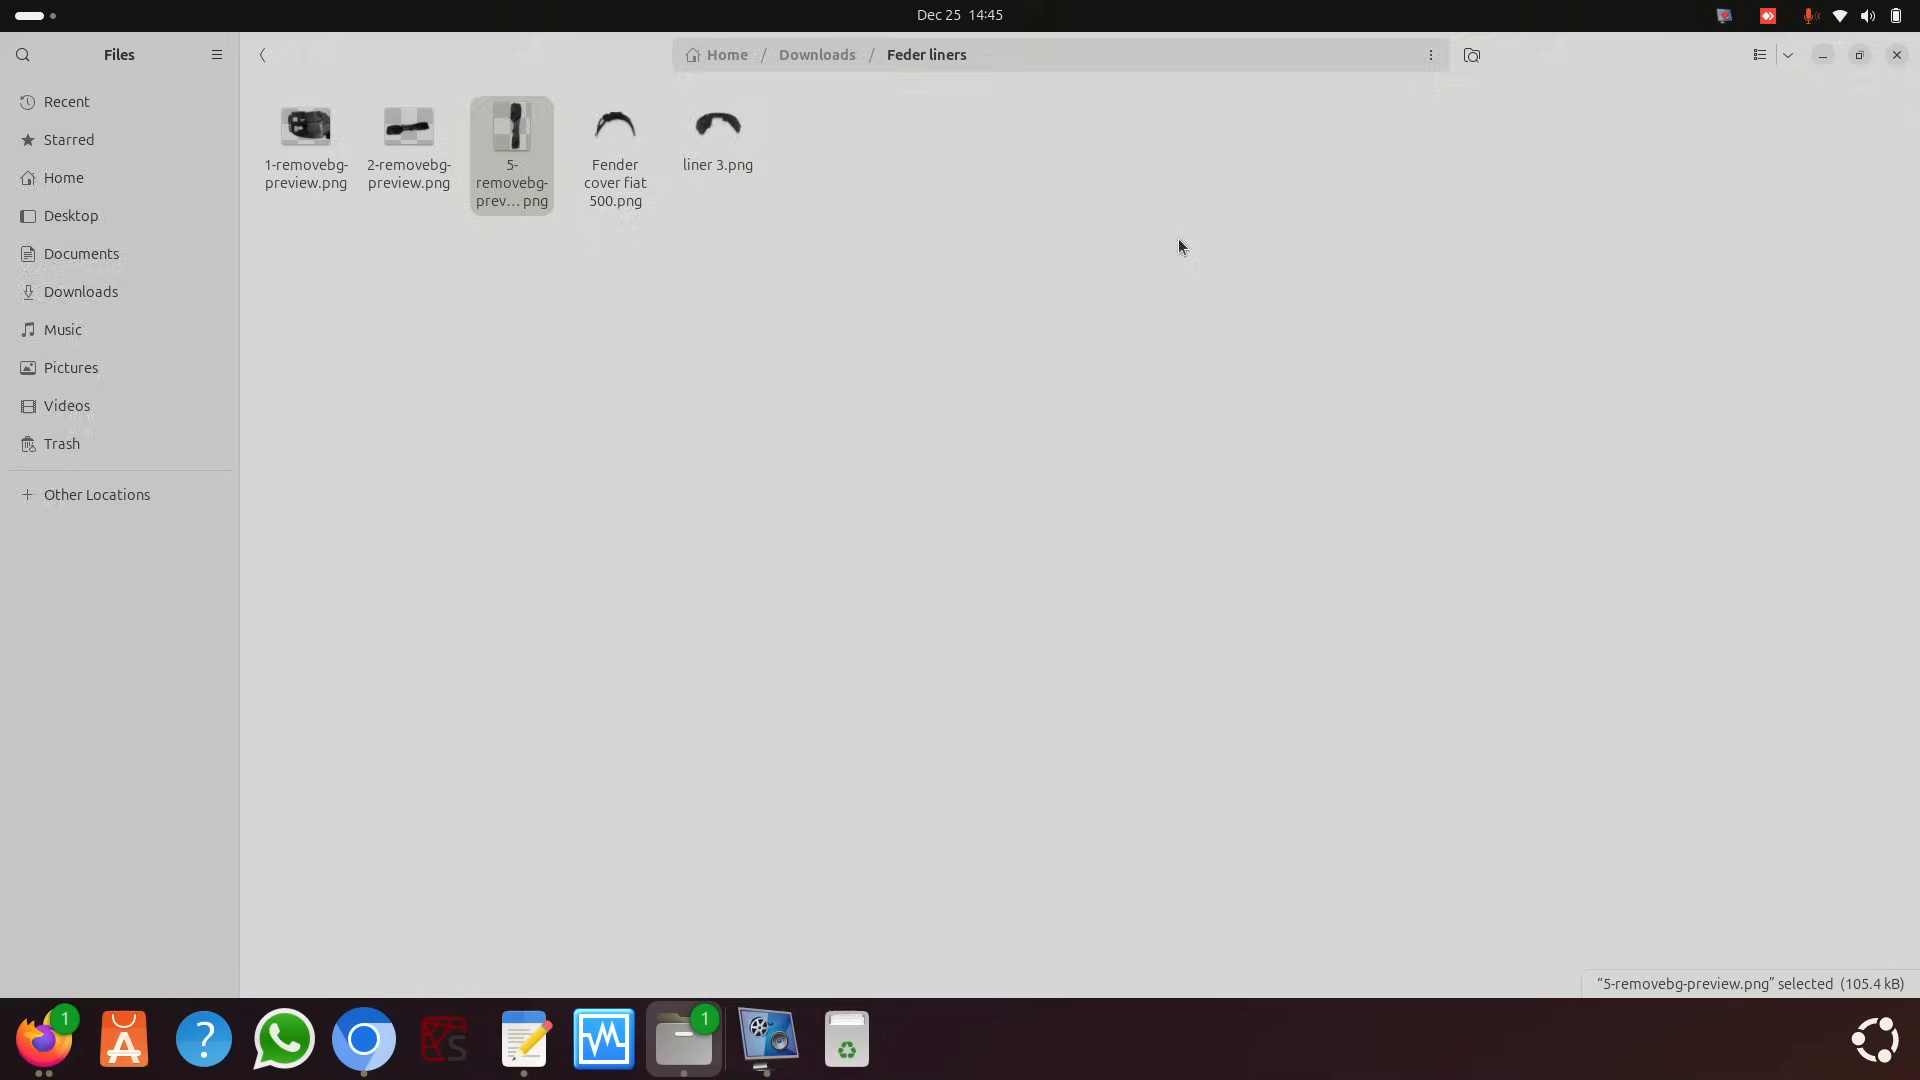 Dec 25 14:45
Files
Home / Downloads / Feder liners
Recent
Starred
Home
Desktop
Documents
Downloads
Music
Pictures
Videos
Trash
Other Locations
1-removebg-
preview.png
2-removebg-
preview.png
5-
removebg-
prev… png
Fender
cover fiat
500.png
liner 3.png
"5-removebg-preview.png" selected (105.4 kB)
1
1